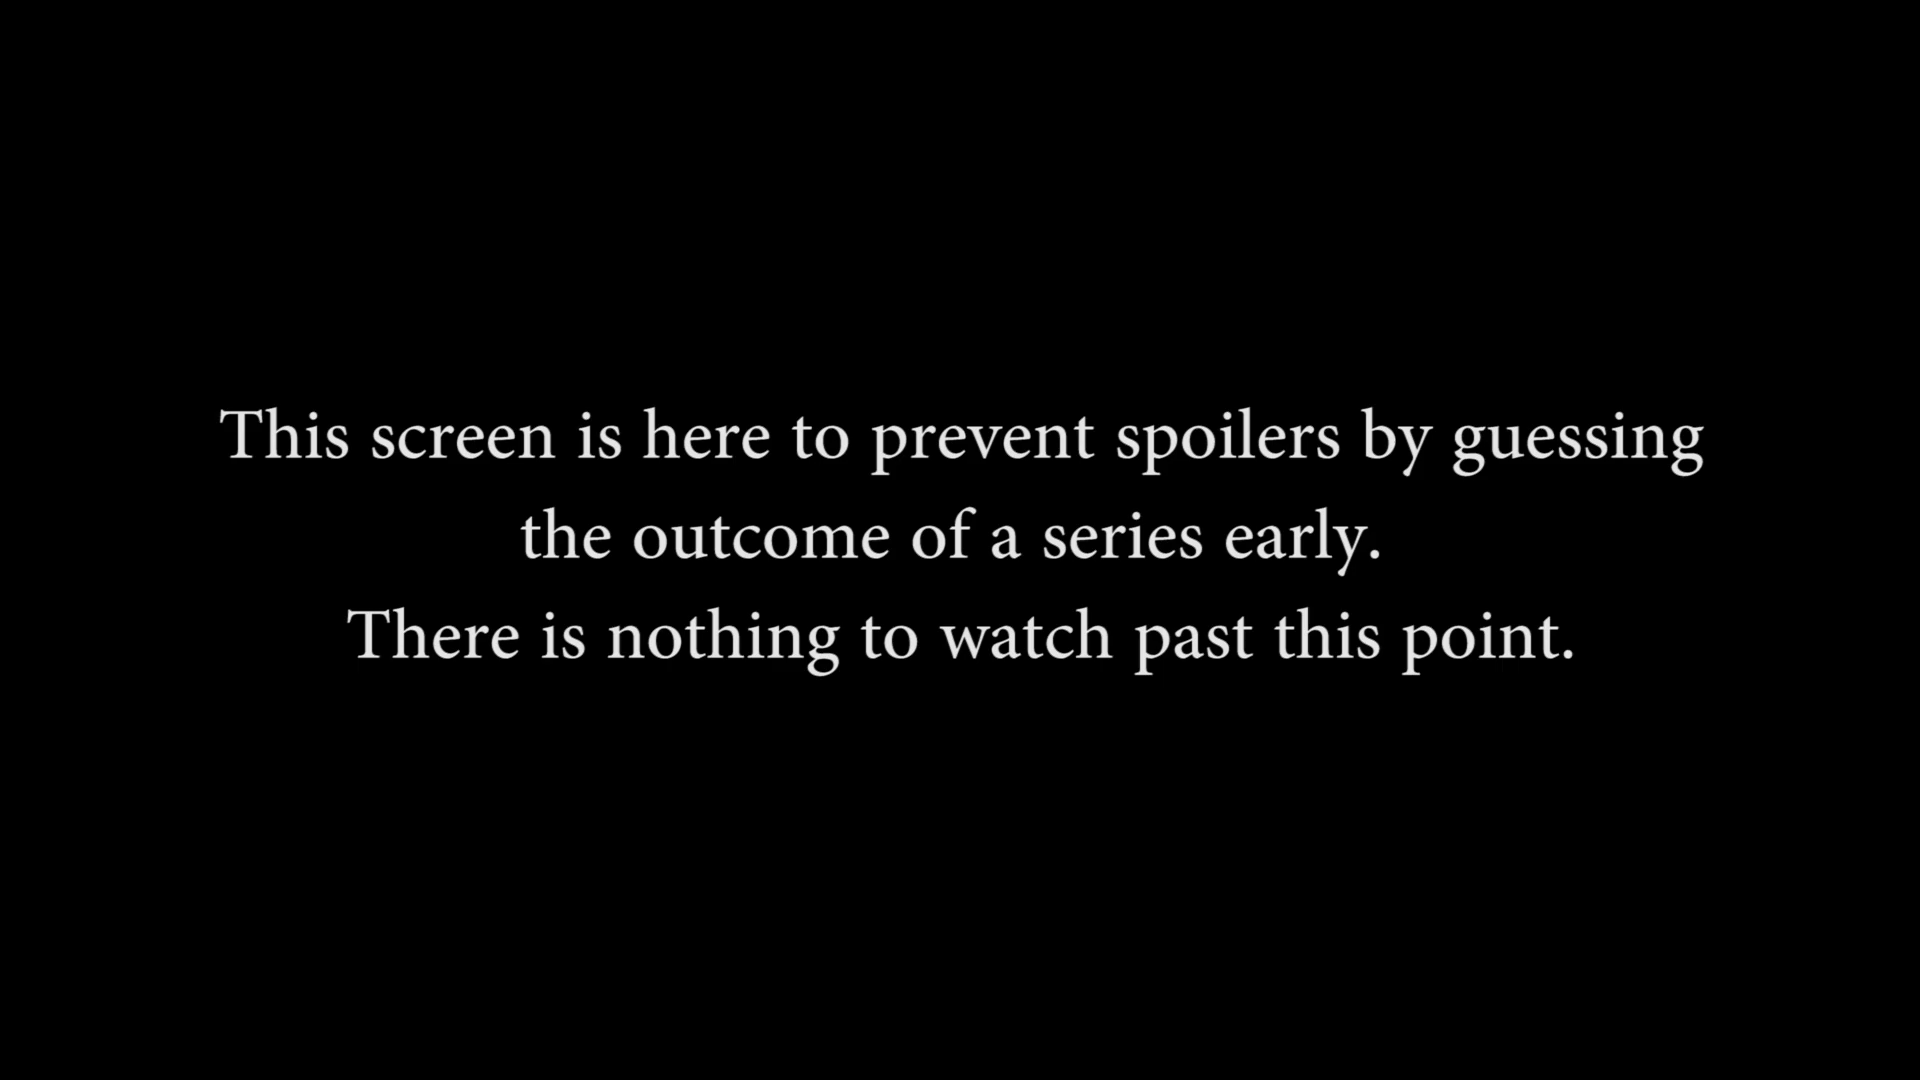 This screen is here to prevent spoilers by guessing
the outcome of a series early.
There is nothing to watch past this point.